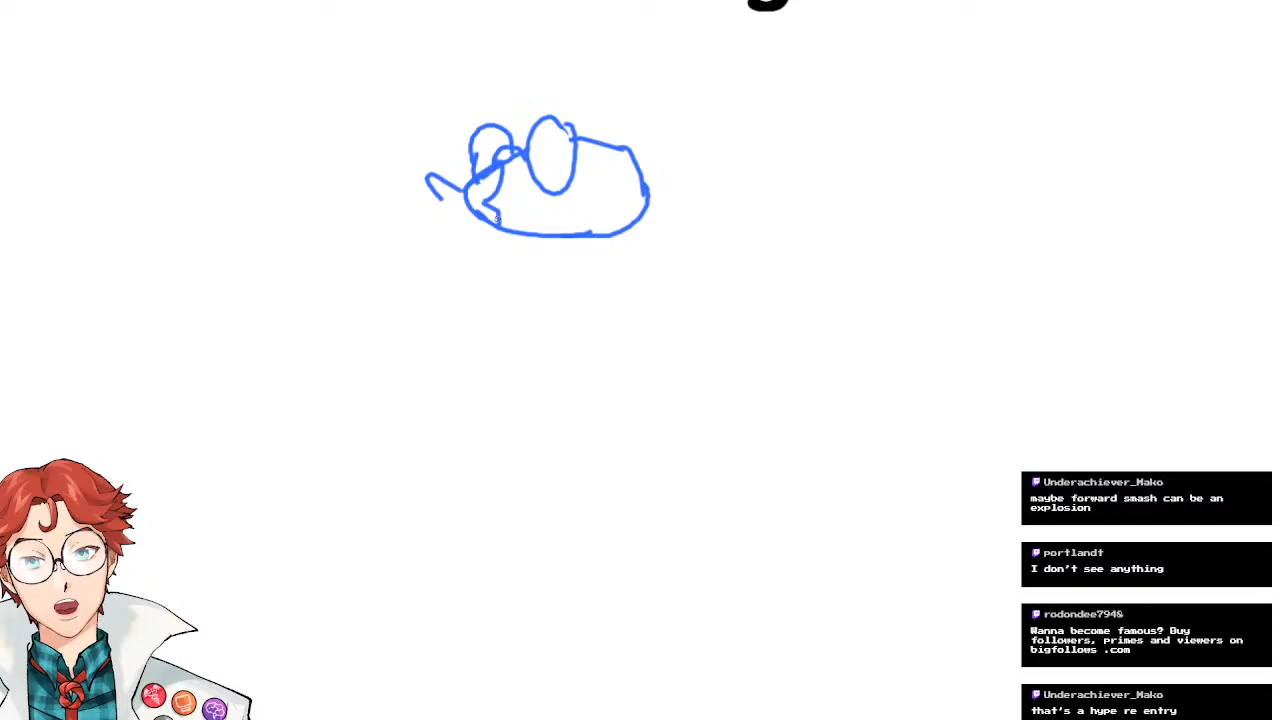 g
Underachiever_Mako
maybe forward smash can be an
explosion
portlandt
I don't see anything
rodondee7948
Wanna become famous? Buy
followers, primes and viewers on
bigfollows .com
Underachiever_Mako
that's a hype re entry